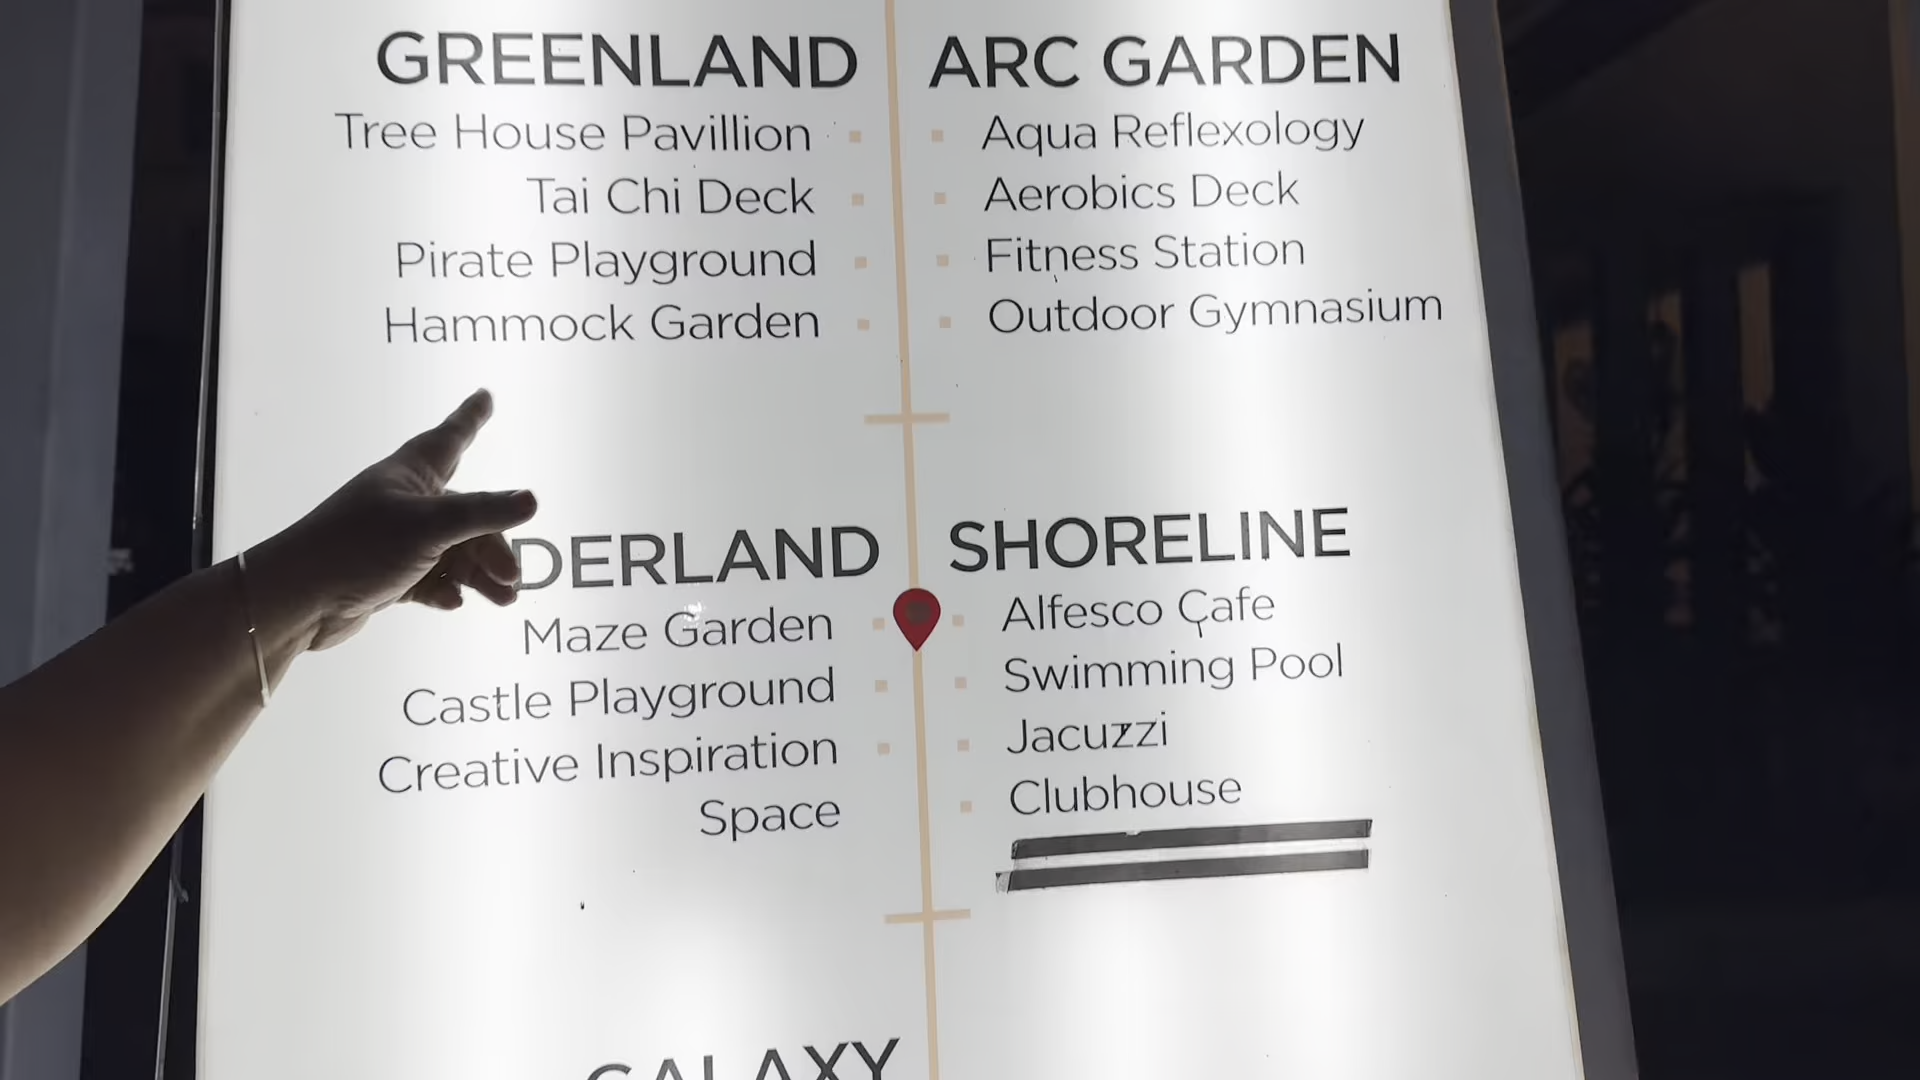 GREENLAND
Tree House Pavillion
Tai Chi Deck
Pirate Playground
Hammock Garden
ARC GARDEN
Aqua Reflexology
Aerobics Deck
Fitness Station
Outdoor Gymnasium
DERLAND
Maze Garden
Castle Playground
Creative Inspiration
Space
SHORELINE
Alfesco Cafe
Swimming Pool
Jacuzzi
Clubhouse
GALAXY